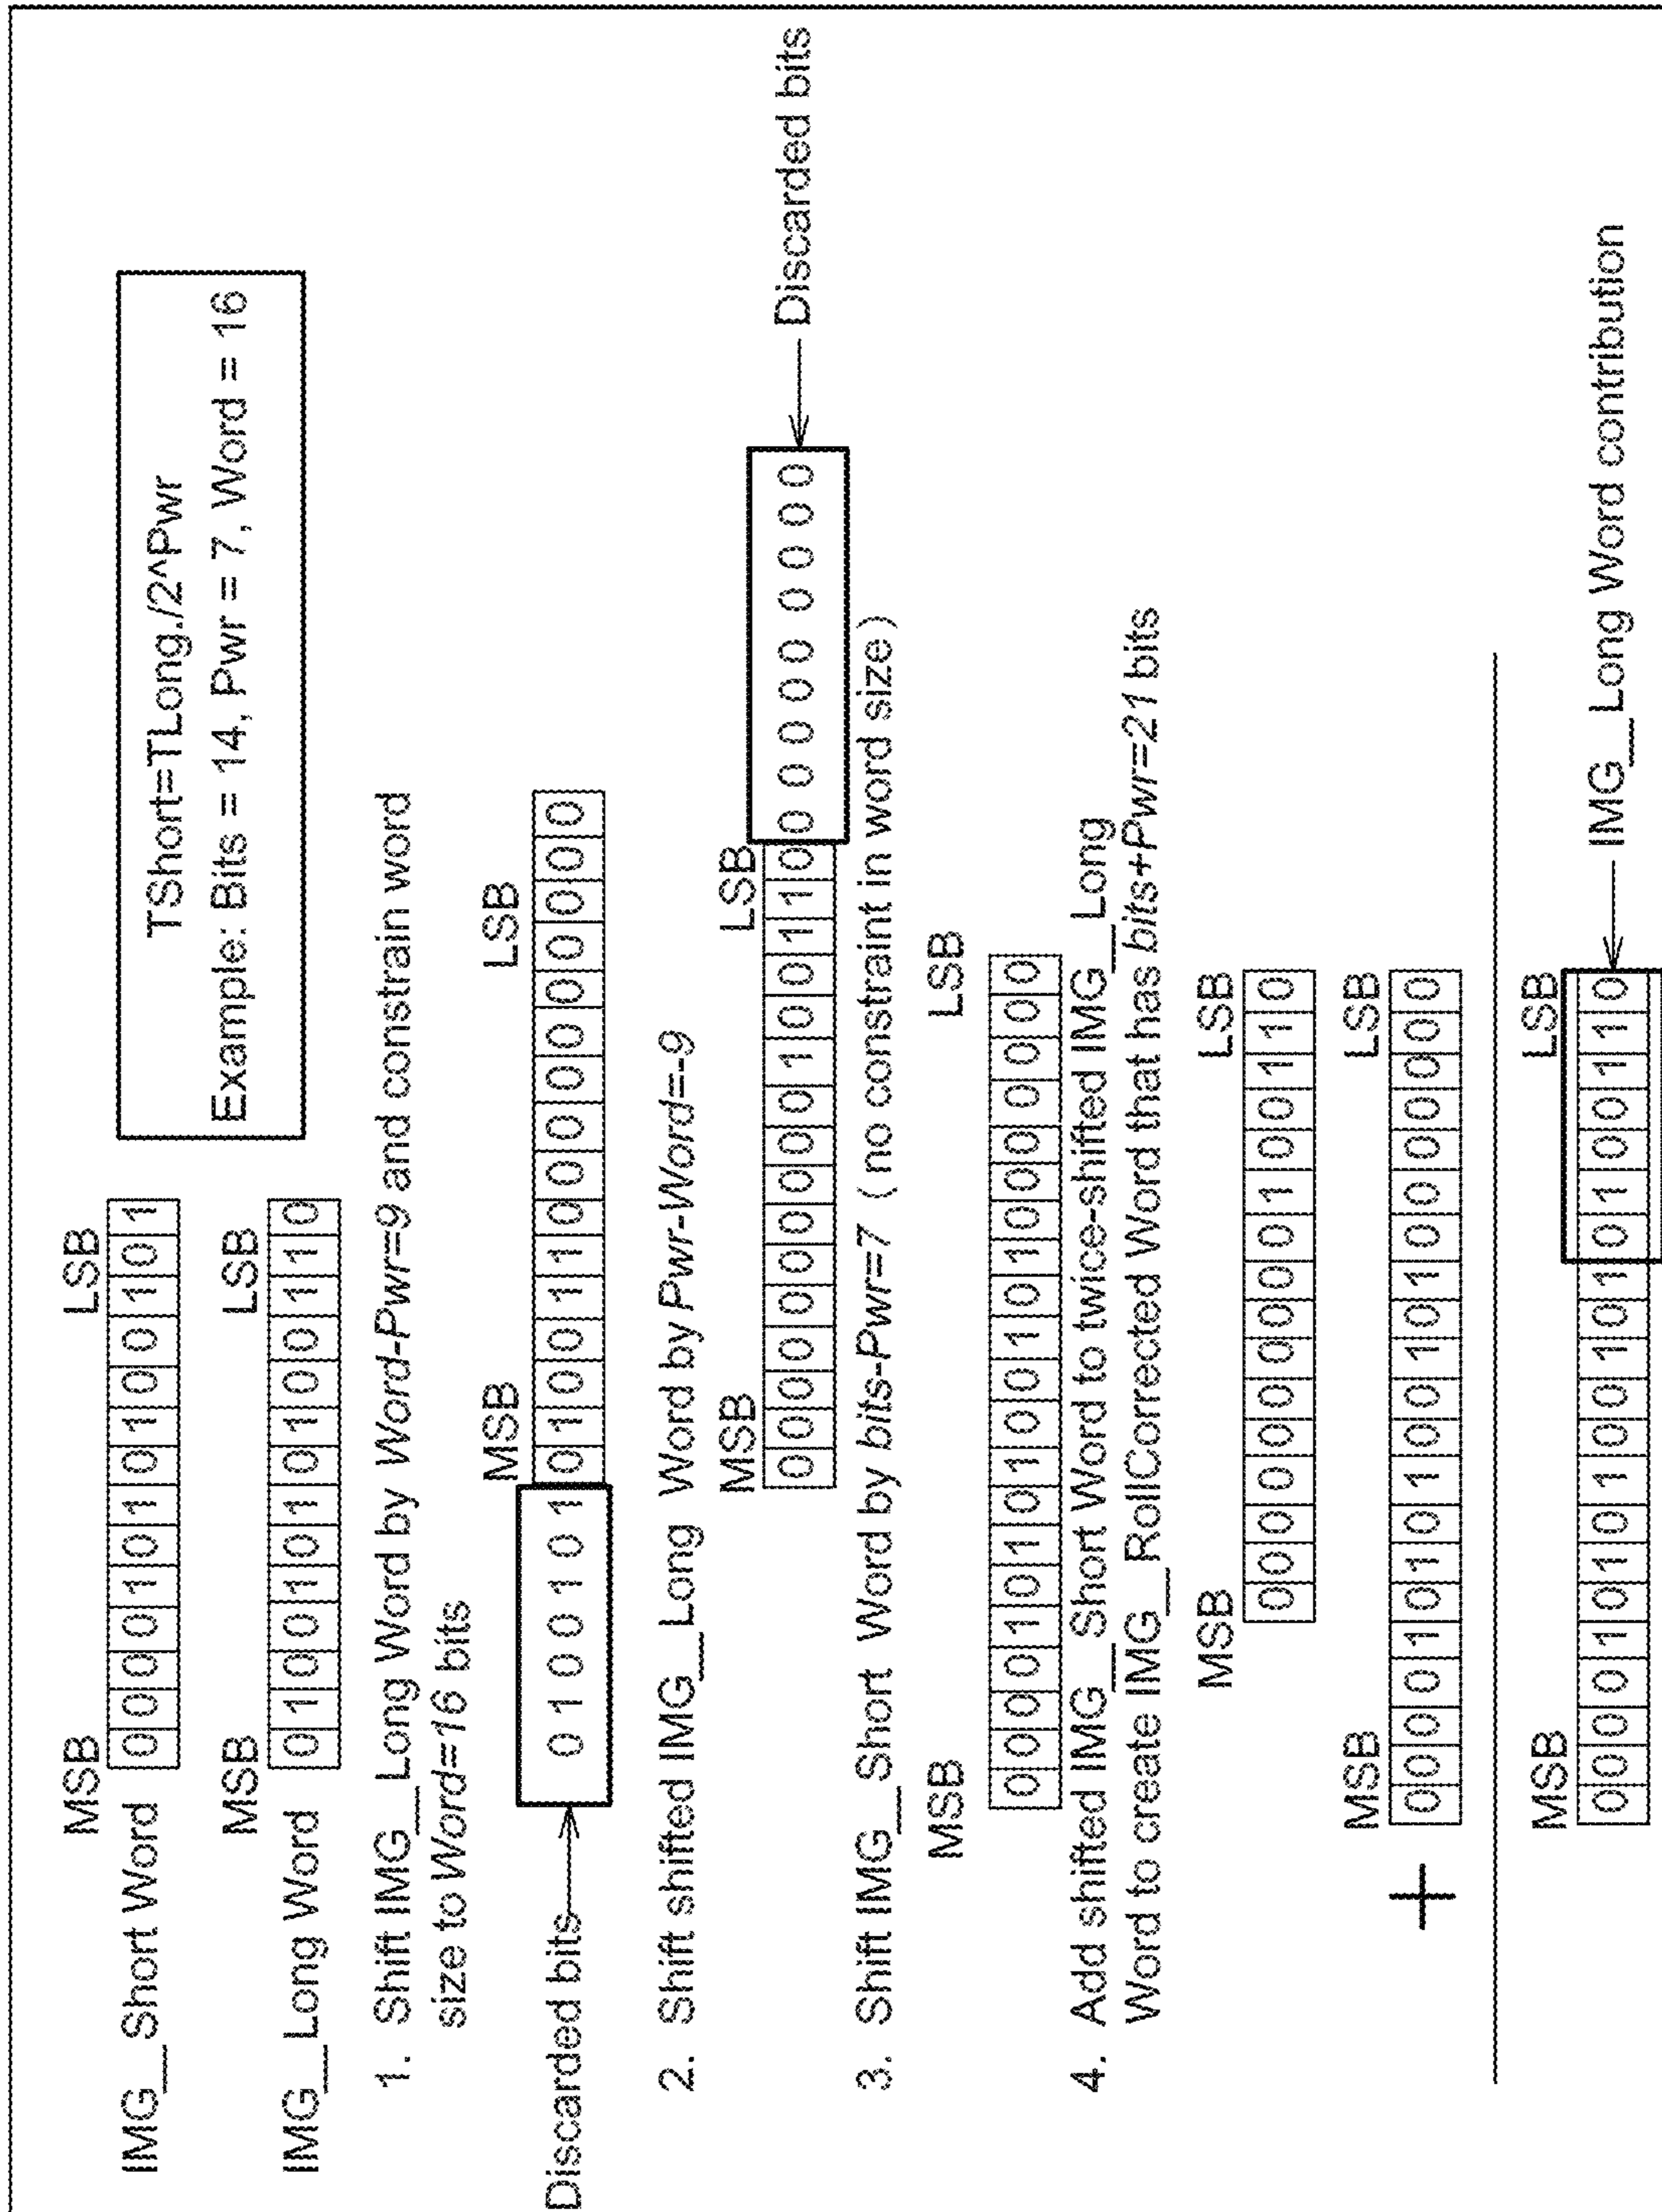 IMG_Short Word
MSB LSB
0 0 0 0 1 0 1 0 1 0 0 1 0 1
TShort=TLong./2^Pwr
Example: Bits = 14, Pwr = 7, Word = 16
IMG_Long Word
MSB LSB
0 1 0 0 1 0 1 0 1 0 0 1 1 0
1. Shift IMG_Long Word by Word-Pwr=9 and constrain word
size to Word=16 bits
MSB LSB
Discarded bits
0 1 0 0 1 0 1 0 1 0 0 1 1 0 0 0 0 0 0 0 0 0 0
2. Shift shifted IMG_Long Word by Pwr-Word=-9
MSB LSB
0 0 0 0 0 0 0 0 0 0 1 0 0 1 1 0 0 0 0 0 0 0 0 0 0
Discarded bits
3. Shift IMG_Short Word by bits-Pwr=7 ( no constraint in word size )
MSB LSB
0 0 0 0 1 0 1 0 1 0 0 1 0 1 0 0 0 0 0 0 0
4. Add shifted IMG_Short Word to twice-shifted IMG_Long
Word to create IMG_RollCorrected Word that has bits+Pwr=21 bits
MSB LSB
0 0 0 0 0 0 0 0 0 0 1 0 0 1 1 0
MSB LSB
+ 0 0 0 0 1 0 1 0 1 0 0 1 0 1 0 0 0 0 0 0 0
MSB LSB
0 0 0 0 1 0 1 0 1 0 0 1 0 1 0 1 0 0 1 1 0
IMG_Long Word contribution